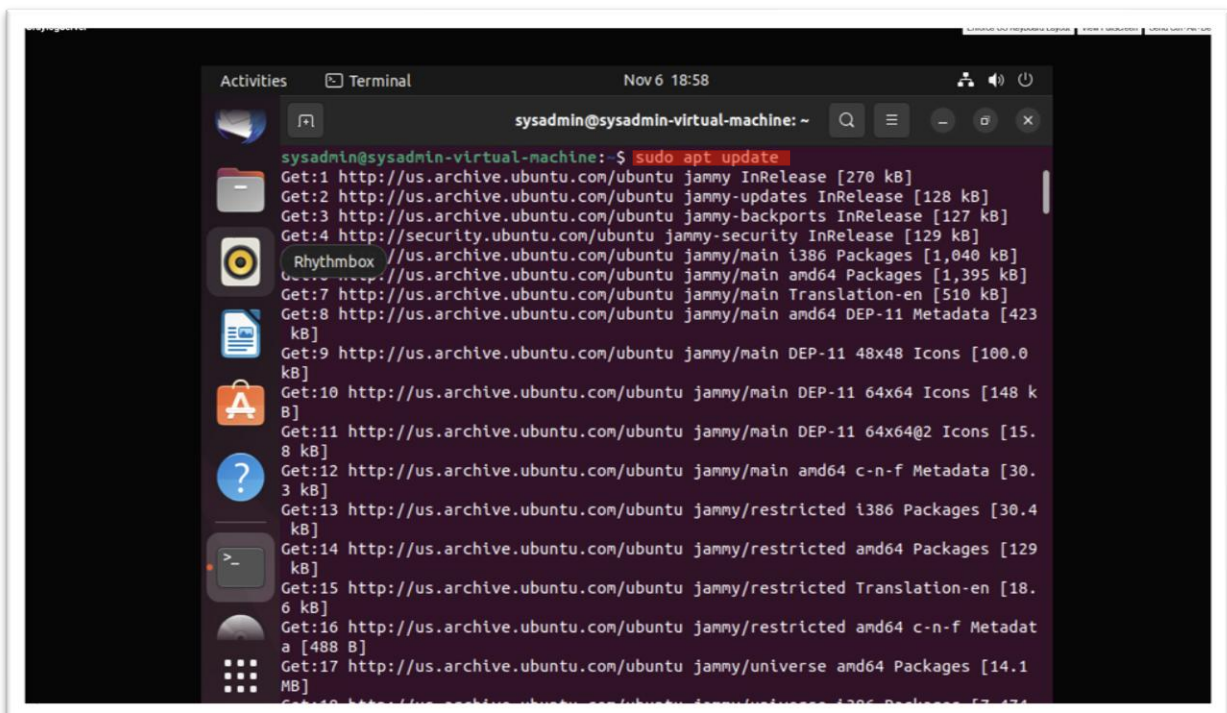 Activities Terminal Nov 6 18:58
sysadmin@sysadmin-virtual-machine: ~
sysadmin@sysadmin-virtual-machine:~$ sudo apt update
Get:1 http://us.archive.ubuntu.com/ubuntu jammy InRelease [270 kB]
Get:2 http://us.archive.ubuntu.com/ubuntu jammy-updates InRelease [128 kB]
Get:3 http://us.archive.ubuntu.com/ubuntu jammy-backports InRelease [127 kB]
Get:4 http://security.ubuntu.com/ubuntu jammy-security InRelease [129 kB]
Rhythmbox
//us.archive.ubuntu.com/ubuntu jammy/main i386 Packages [1,040 kB]
//us.archive.ubuntu.com/ubuntu jammy/main amd64 Packages [1,395 kB]
Get:7 http://us.archive.ubuntu.com/ubuntu jammy/main Translation-en [510 kB]
Get:8 http://us.archive.ubuntu.com/ubuntu jammy/main amd64 DEP-11 Metadata [423
kB]
Get:9 http://us.archive.ubuntu.com/ubuntu jammy/main DEP-11 48x48 Icons [100.0
kB]
Get:10 http://us.archive.ubuntu.com/ubuntu jammy/main DEP-11 64x64 Icons [148 k
B]
Get:11 http://us.archive.ubuntu.com/ubuntu jammy/main DEP-11 64x64@2 Icons [15.
8 kB]
Get:12 http://us.archive.ubuntu.com/ubuntu jammy/main amd64 c-n-f Metadata [30.
3 kB]
Get:13 http://us.archive.ubuntu.com/ubuntu jammy/restricted i386 Packages [30.4
kB]
Get:14 http://us.archive.ubuntu.com/ubuntu jammy/restricted amd64 Packages [129
kB]
Get:15 http://us.archive.ubuntu.com/ubuntu jammy/restricted Translation-en [18.
6 kB]
Get:16 http://us.archive.ubuntu.com/ubuntu jammy/restricted amd64 c-n-f Metadat
a [488 B]
Get:17 http://us.archive.ubuntu.com/ubuntu jammy/universe amd64 Packages [14.1
MB]